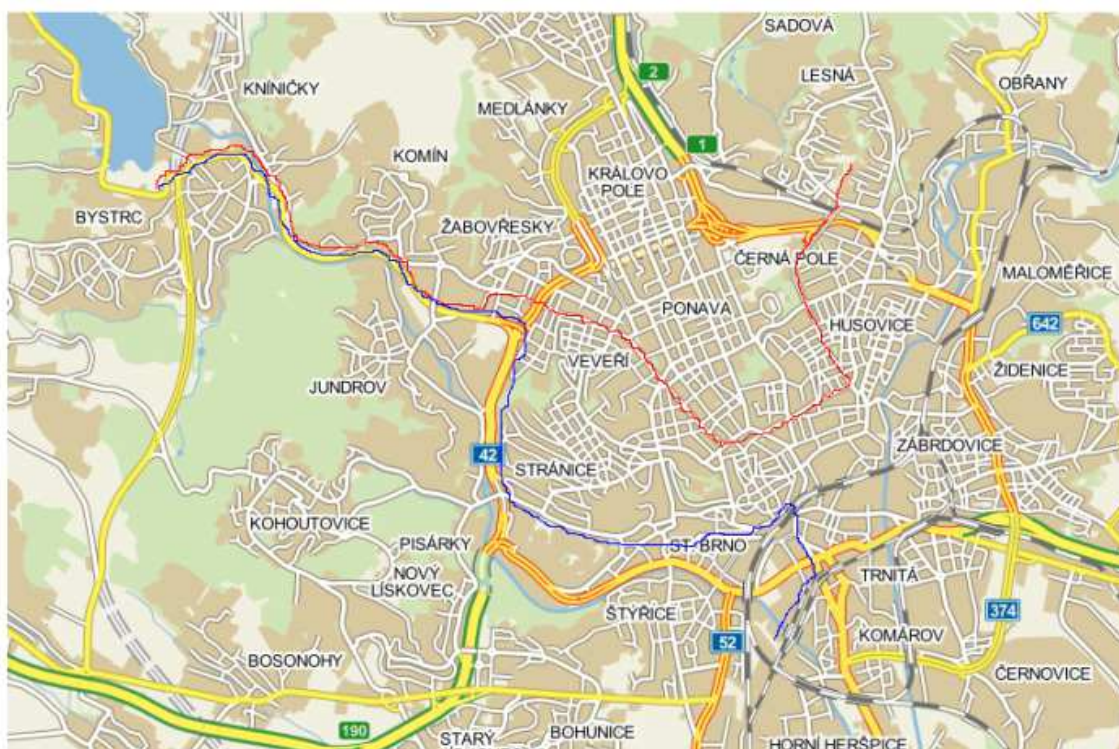 SADOVÁ
KNÍNIČKY
2
LESNÁ
OBŘANY
MEDLÁNKY
1
KOMÍN
KRÁLOVO
POLE
BYSTRC
ŽABOVŘESKY
ČERNÁ POLE
MALOMĚŘICE
PONAVA
HUSOVICE
642
VEVEŘÍ
JUNDROV
ŽIDENICE
42
STRÁNICE
ZÁBRDOVICE
KOHOUTOVICE
PISÁRKY
ST. BRNO
NOVÝ
LÍSKOVEC
TRNITÁ
ŠTÝŘICE
374
52
KOMÁROV
BOSONOHY
ČERNOVICE
190
STARÝ
BOHUNICE
HORNÍ HERŠPICE